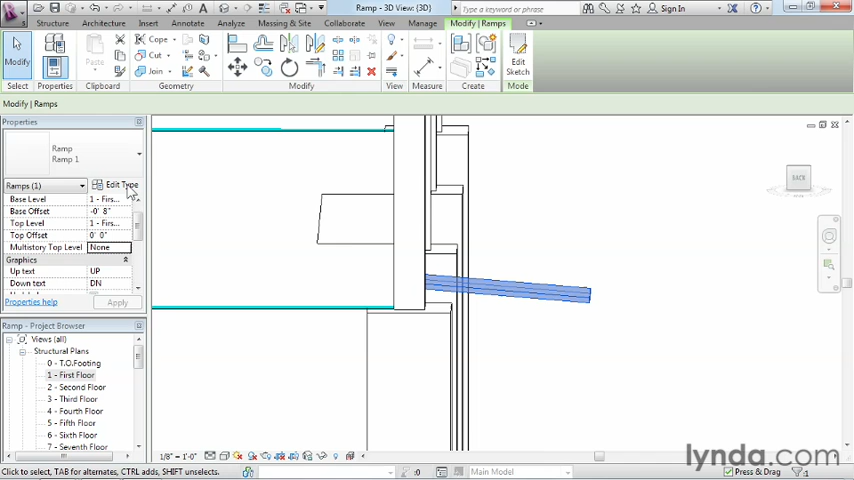 Ramp - 3D View: {3D}
Type a keyword or phrase
Sign In
Structure
Architecture
Insert
Annotate
Analyze
Massing & Site
Collaborate
View
Manage
Modify | Ramps
Modify
Paste
Cope
Cut
Join
Edit
Sketch
Select
Properties
Clipboard
Geometry
Modify
View
Measure
Create
Mode
Modify | Ramps
Properties
Ramp
Ramp 1
Ramps (1)
Edit Type
Base Level 1 - Firs...
Base Offset -0' 8"
Top Level 1 - Firs...
Top Offset 0' 0"
Multistory Top Level None
Graphics
Up text UP
Down text DN
Properties help
Apply
Ramp - Project Browser
Views (all)
Structural Plans
0 - T.O.Footing
1 - First Floor
2 - Second Floor
3 - Third Floor
4 - Fourth Floor
5 - Fifth Floor
6 - Sixth Floor
7 - Seventh Floor
BACK
1/8" = 1'-0"
Click to select, TAB for alternates, CTRL adds, SHIFT unselects.
:0
Main Model
Press & Drag
:1
lynda.com